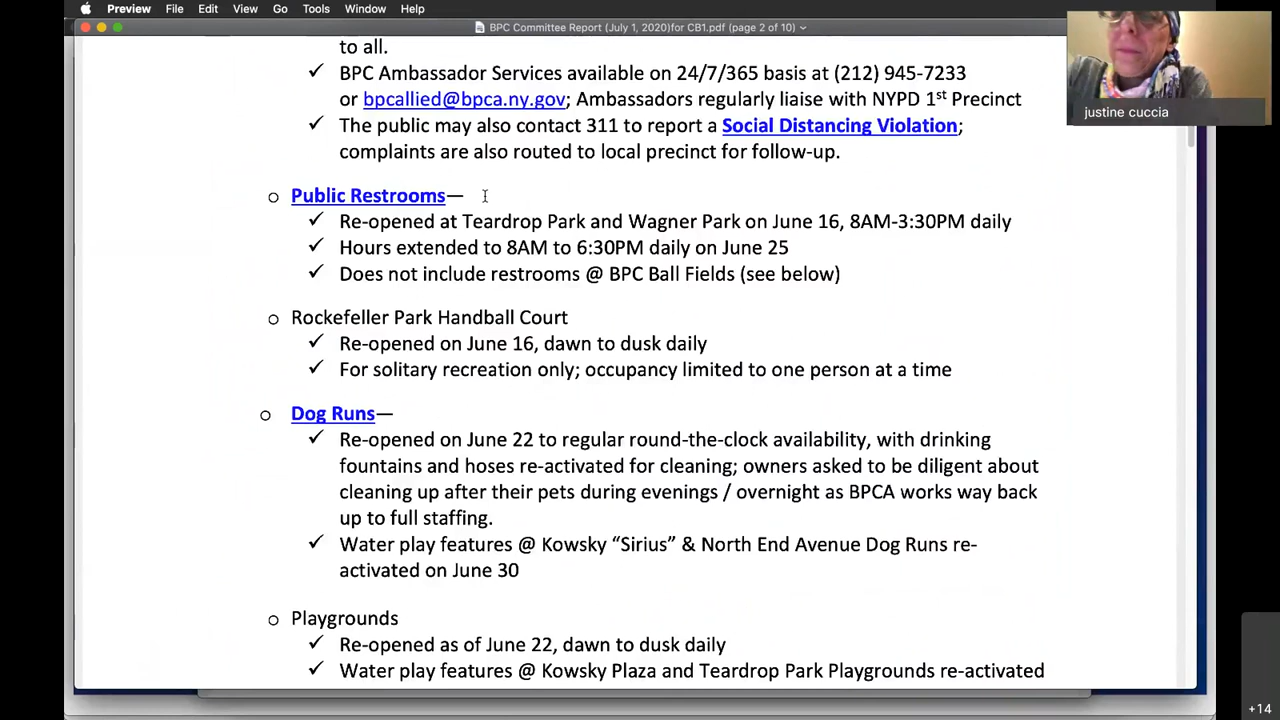 Preview File Edit View Go Tools Window Help
BPC Committee Report (July 1, 2020)for CB1.pdf (page 2 of 10)
justine cuccia
to all.
✓ BPC Ambassador Services available on 24/7/365 basis at (212) 945-7233
or bpcallied@bpca.ny.gov; Ambassadors regularly liaise with NYPD 1st Precinct
✓ The public may also contact 311 to report a Social Distancing Violation;
complaints are also routed to local precinct for follow-up.
o Public Restrooms—
✓ Re-opened at Teardrop Park and Wagner Park on June 16, 8AM-3:30PM daily
✓ Hours extended to 8AM to 6:30PM daily on June 25
✓ Does not include restrooms @ BPC Ball Fields (see below)
o Rockefeller Park Handball Court
✓ Re-opened on June 16, dawn to dusk daily
✓ For solitary recreation only; occupancy limited to one person at a time
o Dog Runs—
✓ Re-opened on June 22 to regular round-the-clock availability, with drinking
fountains and hoses re-activated for cleaning; owners asked to be diligent about
cleaning up after their pets during evenings / overnight as BPCA works way back
up to full staffing.
✓ Water play features @ Kowsky “Sirius” & North End Avenue Dog Runs re-
activated on June 30
o Playgrounds
✓ Re-opened as of June 22, dawn to dusk daily
✓ Water play features @ Kowsky Plaza and Teardrop Park Playgrounds re-activated
+14